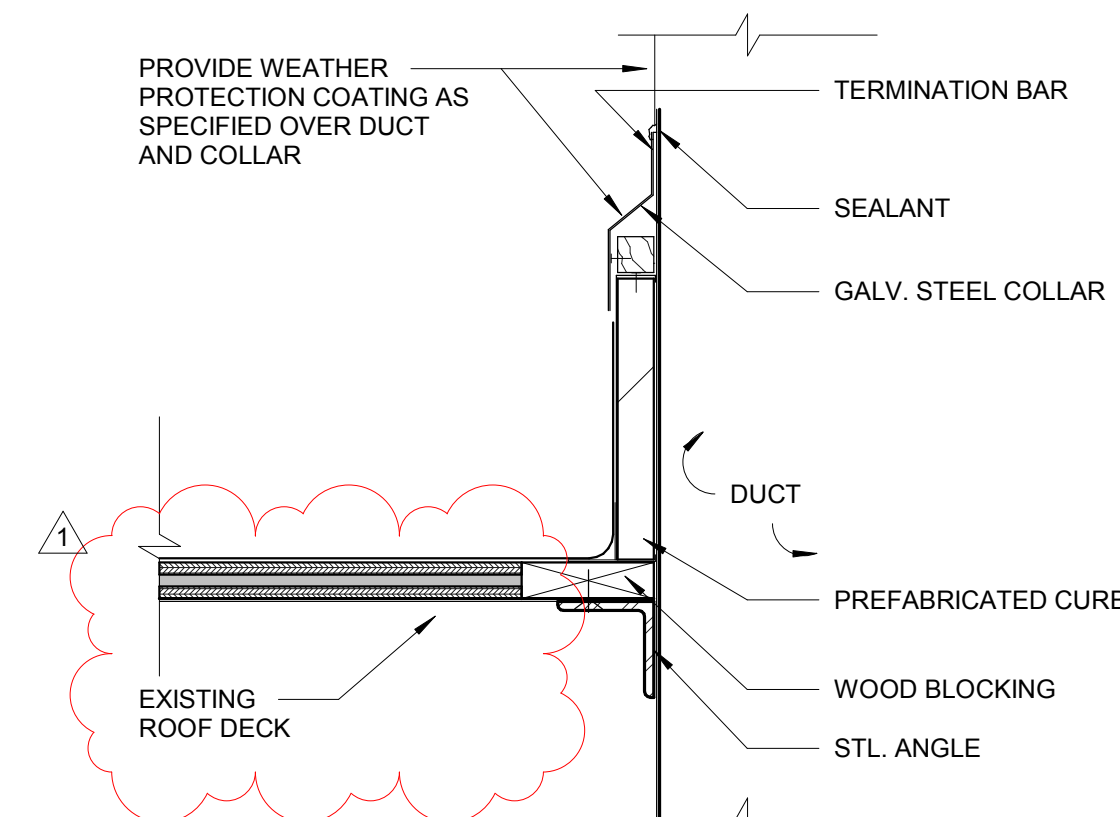 PROVIDE WEATHER
PROTECTION COATING AS
SPECIFIED OVER DUCT
AND COLLAR
TERMINATION BAR
SEALANT
GALV. STEEL COLLAR
DUCT
1
PREFABRICATED CURB
EXISTING
ROOF DECK
WOOD BLOCKING
STL. ANGLE